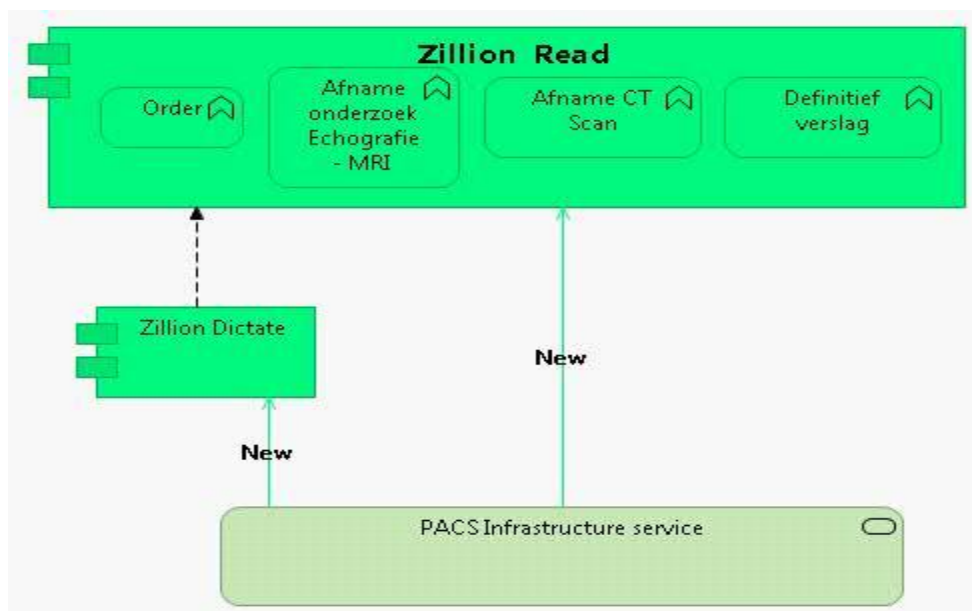 Zillion Read
Order
Afname
onderzoek
Echografie
- MRI
Afname CT
Scan
Definitief
verslag
Zillion Dictate
New
New
PACS Infrastructure service